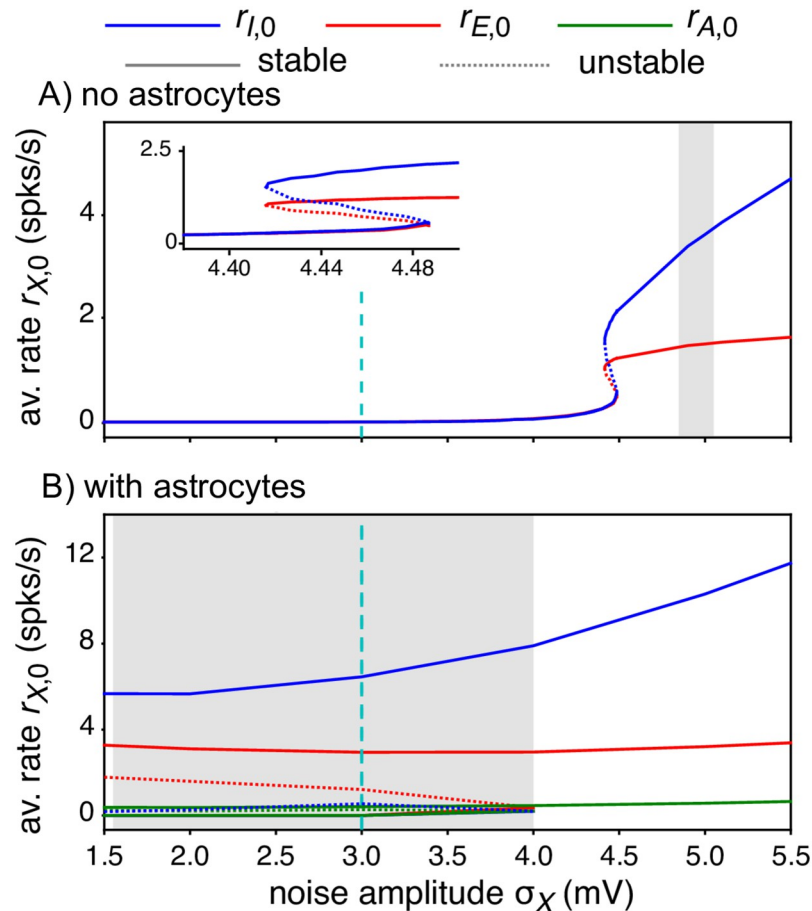 r_{I,0} r_{E,0} r_{A,0}
stable unstable
A) no astrocytes
av. rate r_{X,0} (spks/s)
4
2
0
2.5
0
4.40 4.44 4.48
B) with astrocytes
av. rate r_{X,0} (spks/s)
12
8
4
0
1.5 2.0 2.5 3.0 3.5 4.0 4.5 5.0 5.5
noise amplitude σ_X (mV)